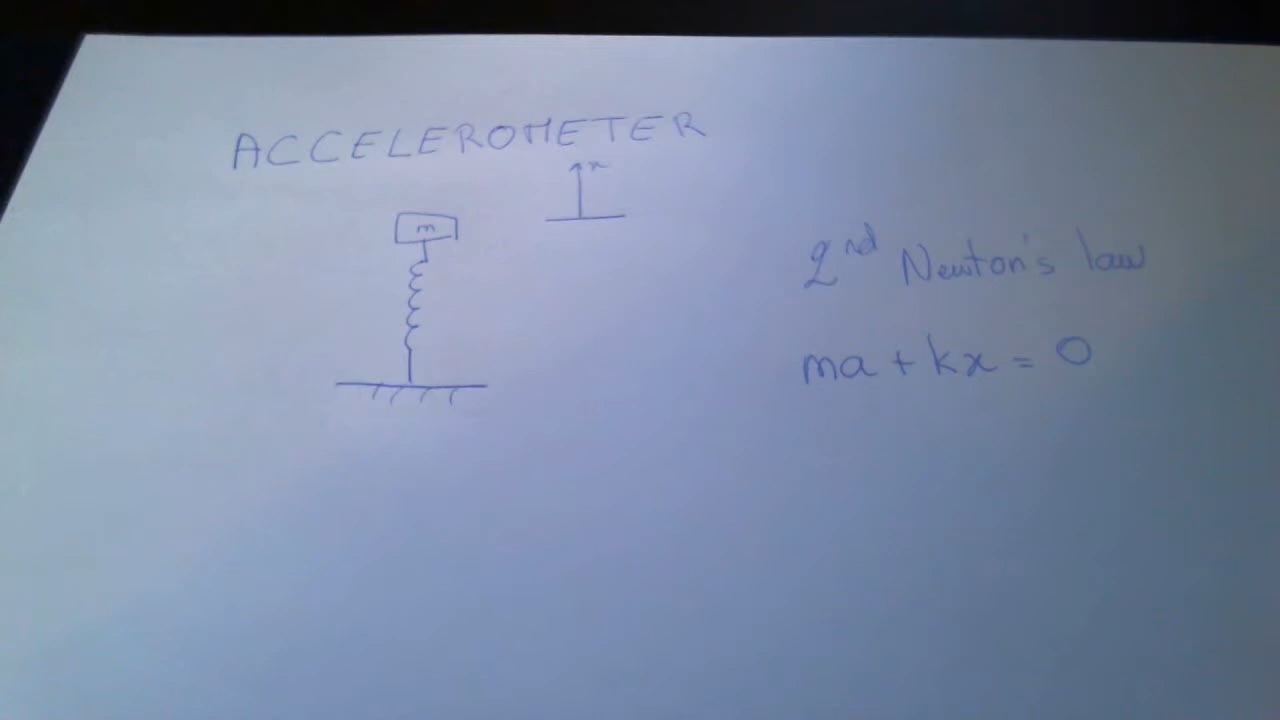 ACCELEROMETER
x
m
2nd Newton's law
ma + kx = 0